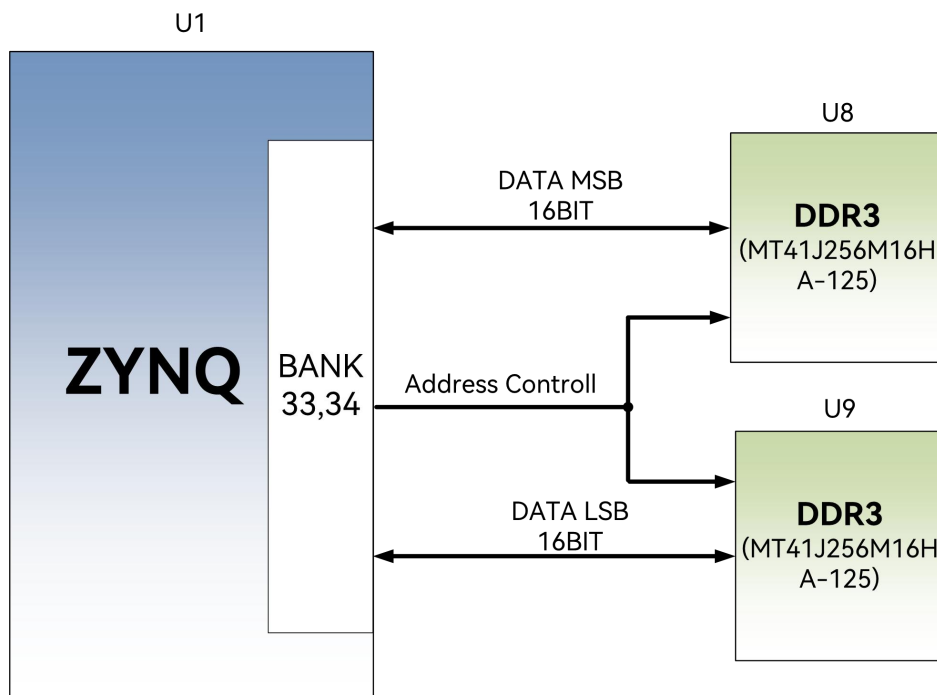 U1
ZYNQ
BANK
33,34
DATA MSB
16BIT
Address Controll
DATA LSB
16BIT
U8
DDR3
(MT41J256M16H
A-125)
U9
DDR3
(MT41J256M16H
A-125)